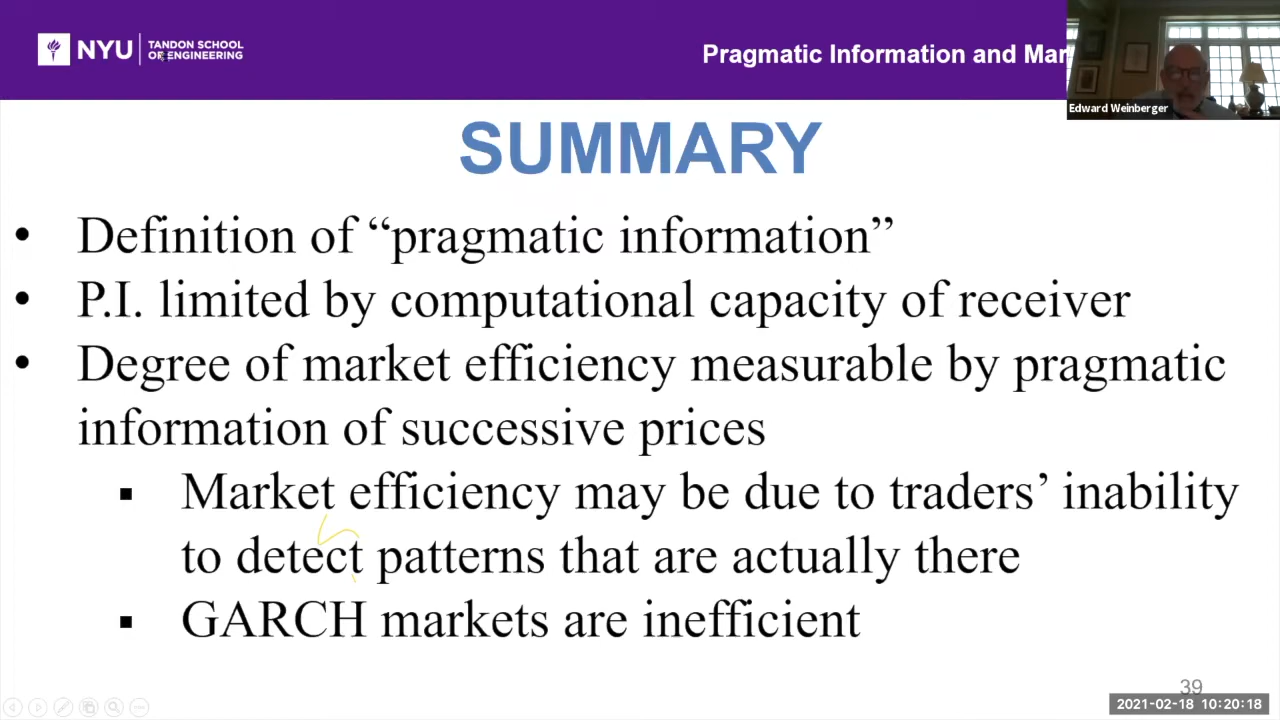 NYU
TANDON SCHOOL
OF ENGINEERING
Pragmatic Information and Mar
Edward Weinberger
SUMMARY
• Definition of “pragmatic information”
• P.I. limited by computational capacity of receiver
• Degree of market efficiency measurable by pragmatic
information of successive prices
▪ Market efficiency may be due to traders’ inability
to detect patterns that are actually there
▪ GARCH markets are inefficient
39
2021-02-18 10:20:18